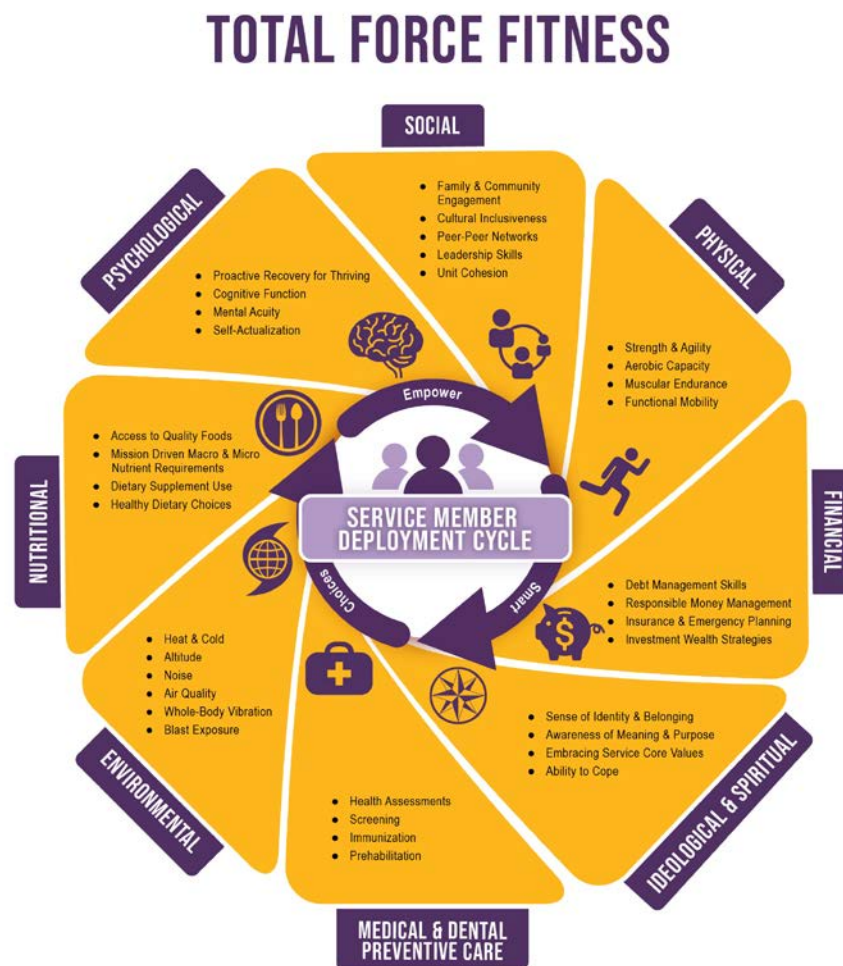 TOTAL FORCE FITNESS
SOCIAL
● Family & Community
Engagement
● Cultural Inclusiveness
● Peer-Peer Networks
● Leadership Skills
● Unit Cohesion
PHYSICAL
● Strength & Agility
● Aerobic Capacity
● Muscular Endurance
● Functional Mobility
FINANCIAL
● Debt Management Skills
● Responsible Money Management
● Insurance & Emergency Planning
● Investment Wealth Strategies
IDEOLOGICAL & SPIRITUAL
● Sense of Identity & Belonging
● Awareness of Meaning & Purpose
● Embracing Service Core Values
● Ability to Cope
MEDICAL & DENTAL
PREVENTIVE CARE
● Health Assessments
● Screening
● Immunization
● Prehabilitation
ENVIRONMENTAL
● Heat & Cold
● Altitude
● Noise
● Air Quality
● Whole-Body Vibration
● Blast Exposure
NUTRITIONAL
● Access to Quality Foods
● Mission Driven Macro & Micro
Nutrient Requirements
● Dietary Supplement Use
● Healthy Dietary Choices
PSYCHOLOGICAL
● Proactive Recovery for Thriving
● Cognitive Function
● Mental Acuity
● Self-Actualization
Empower
Smart
Choices
SERVICE MEMBER
DEPLOYMENT CYCLE
$